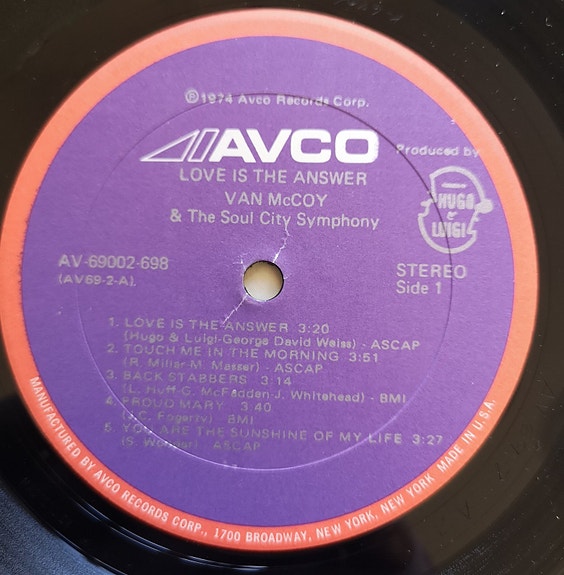 ℗1974 Avco Records Corp.
AVCO
Produced by
HUGO & LUIGI
LOVE IS THE ANSWER
VAN McCOY
& The Soul City Symphony
AV-69002-698
(AV69-2-A)
STEREO
Side 1
1. LOVE IS THE ANSWER 3:20
(Hugo & Luigi-George David Weiss) - ASCAP
2. TOUCH ME IN THE MORNING 3:51
(R. Millar-M. Masser) - ASCAP
3. BACK STABBERS 3:14
(L. Huff-G. McFadden-J. Whitehead) - BMI
4. PROUD MARY 3:40
(J.C. Fogerty) - BMI
5. YOU ARE THE SUNSHINE OF MY LIFE 3:27
(S. Wonder) ASCAP
MANUFACTURED BY AVCO RECORDS CORP., 1700 BROADWAY, NEW YORK, NEW YORK MADE IN U.S.A.